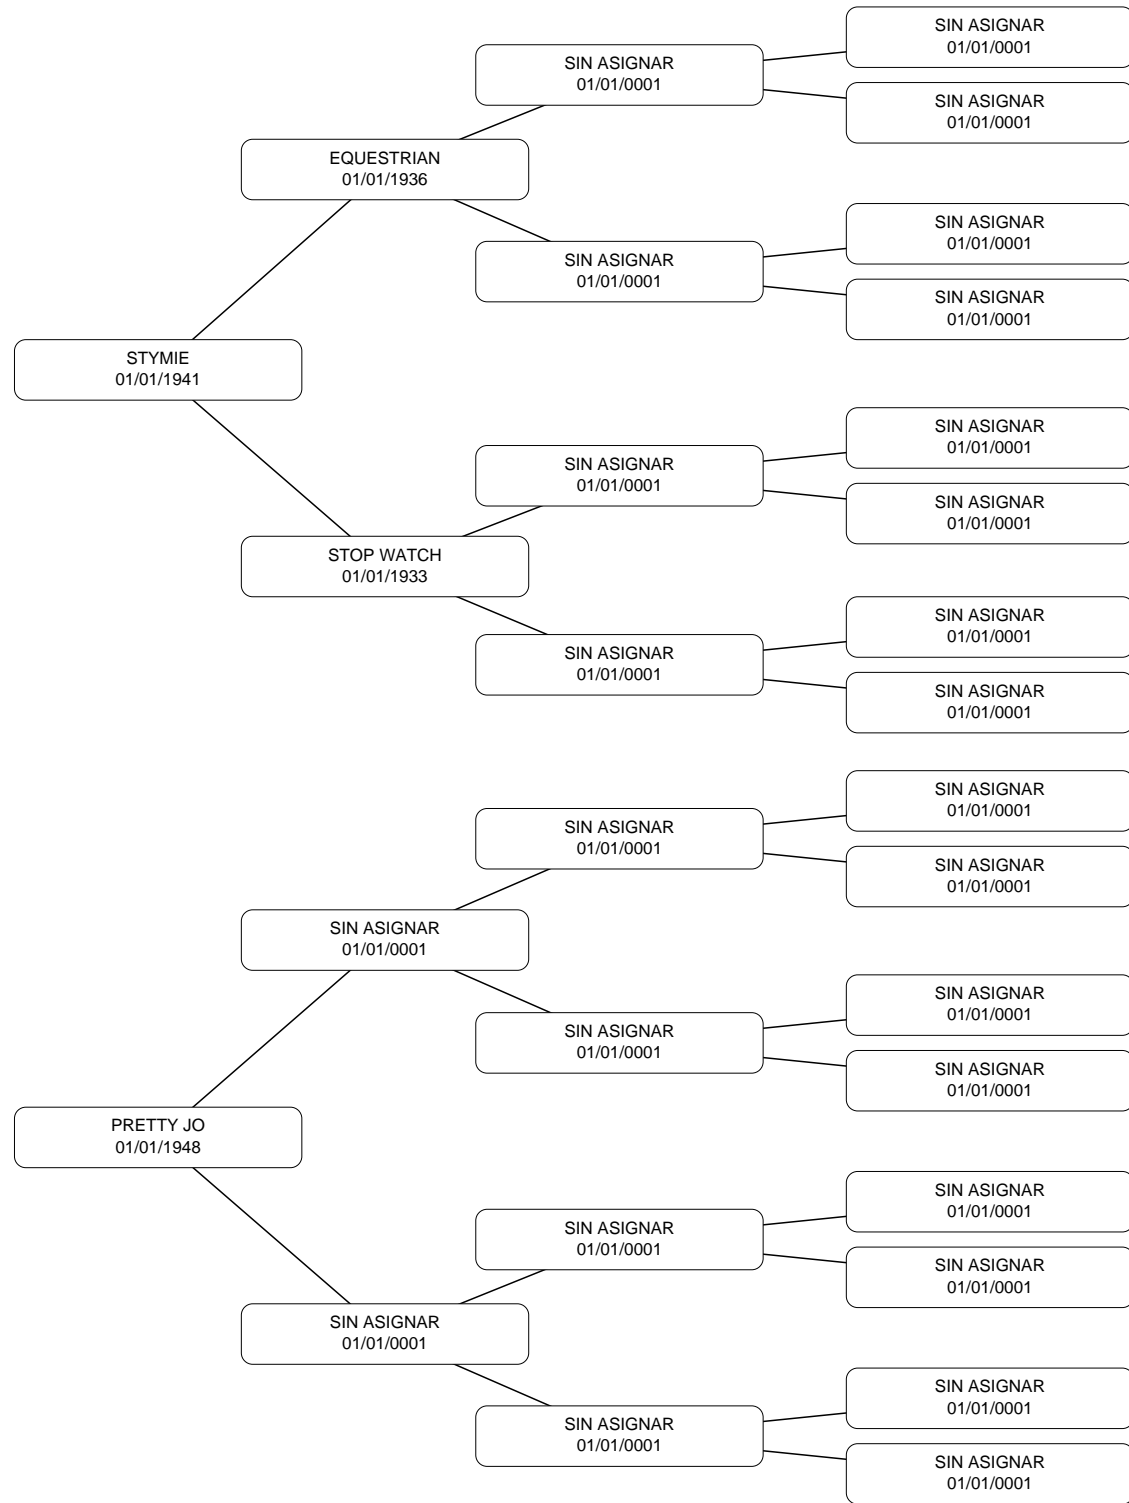 SIN ASIGNAR
01/01/0001
SIN ASIGNAR
01/01/0001
SIN ASIGNAR
01/01/0001
EQUESTRIAN
01/01/1936
SIN ASIGNAR
01/01/0001
SIN ASIGNAR
01/01/0001
SIN ASIGNAR
01/01/0001
STYMIE
01/01/1941
SIN ASIGNAR
01/01/0001
SIN ASIGNAR
01/01/0001
SIN ASIGNAR
01/01/0001
STOP WATCH
01/01/1933
SIN ASIGNAR
01/01/0001
SIN ASIGNAR
01/01/0001
SIN ASIGNAR
01/01/0001
SIN ASIGNAR
01/01/0001
SIN ASIGNAR
01/01/0001
SIN ASIGNAR
01/01/0001
SIN ASIGNAR
01/01/0001
SIN ASIGNAR
01/01/0001
SIN ASIGNAR
01/01/0001
SIN ASIGNAR
01/01/0001
PRETTY JO
01/01/1948
SIN ASIGNAR
01/01/0001
SIN ASIGNAR
01/01/0001
SIN ASIGNAR
01/01/0001
SIN ASIGNAR
01/01/0001
SIN ASIGNAR
01/01/0001
SIN ASIGNAR
01/01/0001
SIN ASIGNAR
01/01/0001